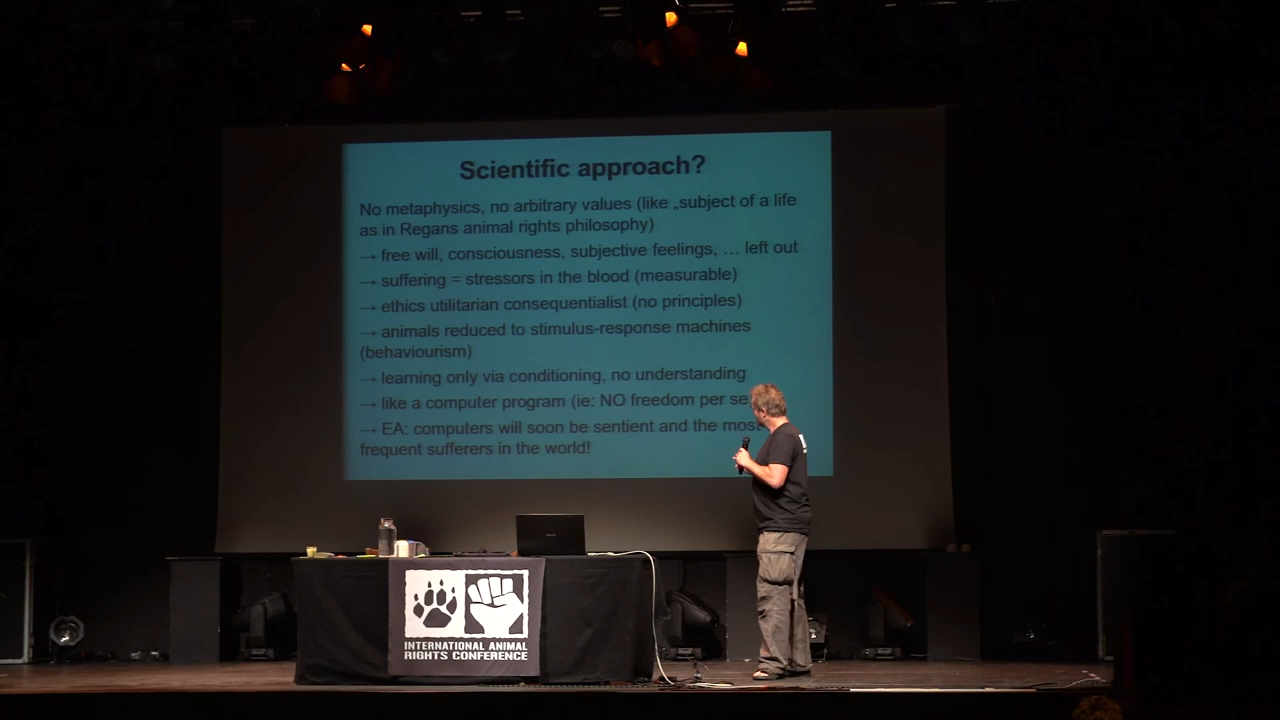 Scientific approach?
No metaphysics, no arbitrary values (like „subject of a life
as in Regans animal rights philosophy)
→ free will, consciousness, subjective feelings, … left out
→ suffering = stressors in the blood (measurable)
→ ethics utilitarian consequentialist (no principles)
→ animals reduced to stimulus-response machines
(behaviourism)
→ learning only via conditioning, no understanding
→ like a computer program (ie: NO freedom per se
→ EA: computers will soon be sentient and the most
frequent sufferers in the world!
INTERNATIONAL ANIMAL
RIGHTS CONFERENCE